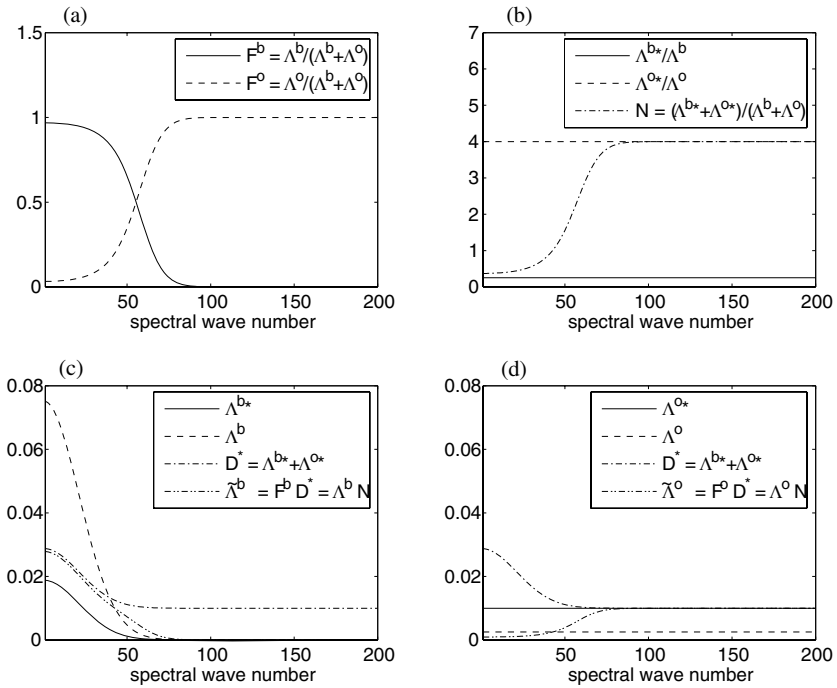 (a)
1.5
1
0.5
0
50
100
150
200
spectral wave number
F^b = Λ^b/(Λ^b+Λ^o)
F^o = Λ^o/(Λ^b+Λ^o)
(b)
7
6
5
4
3
2
1
0
50
100
150
200
spectral wave number
Λ^b*/Λ^b
Λ^o*/Λ^o
N = (Λ^b*+Λ^o*)/(Λ^b+Λ^o)
(c)
0.08
0.06
0.04
0.02
0
50
100
150
200
spectral wave number
Λ^b*
Λ^b
D^* = Λ^b*+Λ^o*
Λ̃^b = F^b D^* = Λ^b N
(d)
0.08
0.06
0.04
0.02
0
50
100
150
200
spectral wave number
Λ^o*
Λ^o
D^* = Λ^b*+Λ^o*
Λ̃^o = F^o D^* = Λ^o N